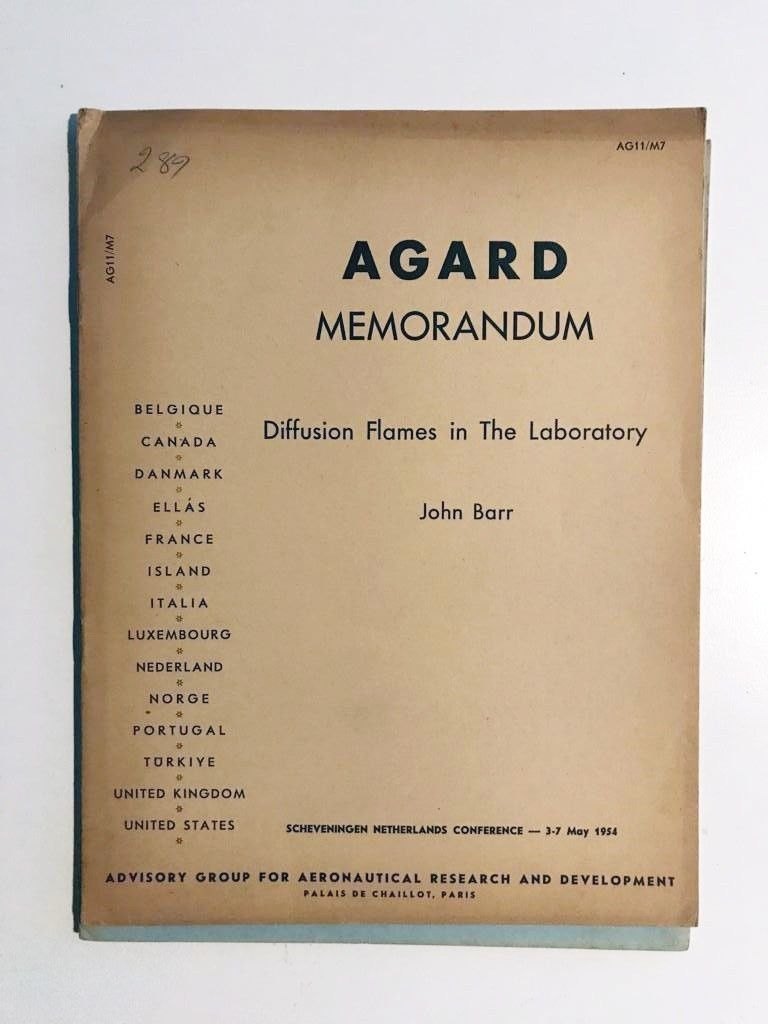 289
AG11/M7
AG11/M7
AGARD
MEMORANDUM
Diffusion Flames in The Laboratory
John Barr
BELGIQUE
CANADA
DANMARK
ELLÁS
FRANCE
ISLAND
ITALIA
LUXEMBOURG
NEDERLAND
NORGE
PORTUGAL
TÜRKIYE
UNITED KINGDOM
UNITED STATES
SCHEVENINGEN NETHERLANDS CONFERENCE — 3-7 May 1954
ADVISORY GROUP FOR AERONAUTICAL RESEARCH AND DEVELOPMENT
PALAIS DE CHAILLOT, PARIS